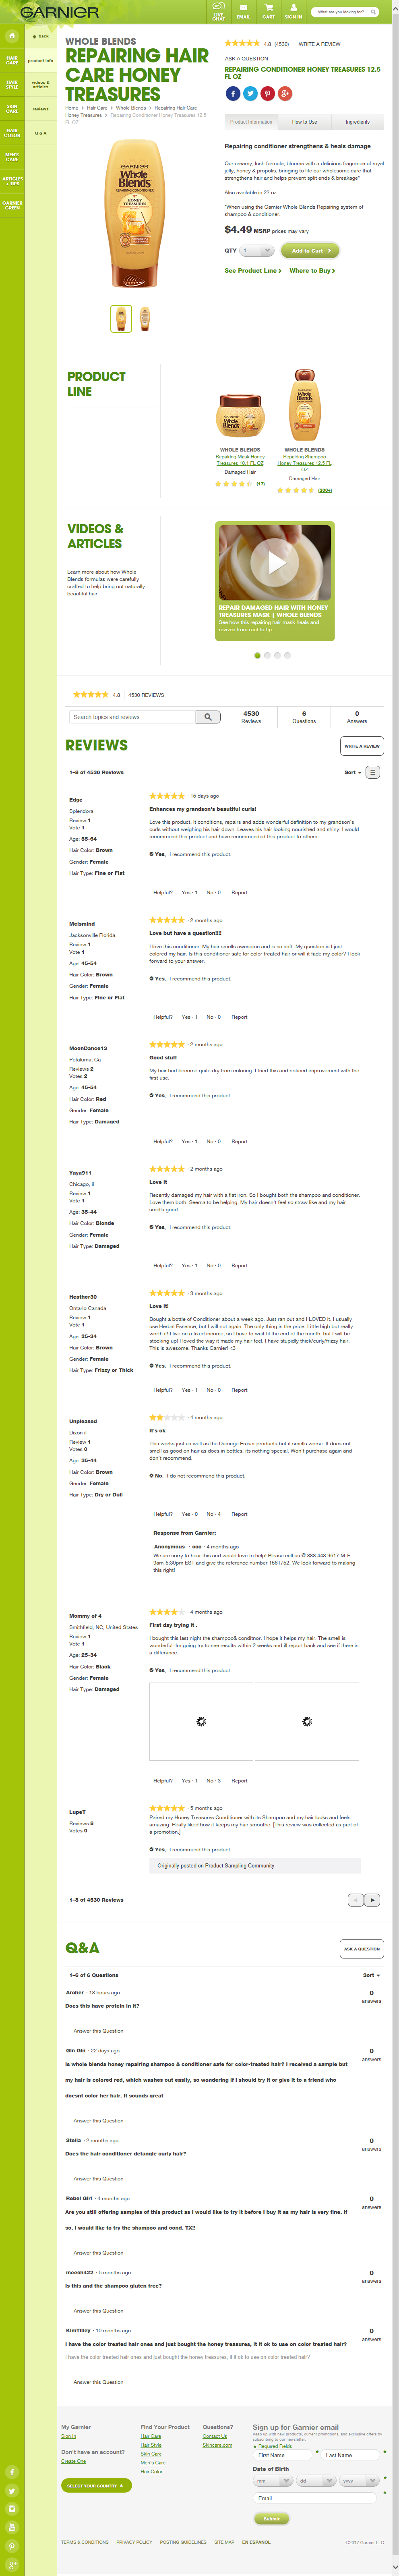 GARNIER
LIVE CHAT
EMAIL
CART
SIGN IN
What are you looking for?
HAIR CARE
HAIR STYLE
SKIN CARE
HAIR COLOR
MEN'S CARE
ARTICLES + TIPS
GARNIER GREEN
back
product info
videos & articles
reviews
Q & A
WHOLE BLENDS
REPAIRING HAIR
CARE HONEY
TREASURES
Home > Hair Care > Whole Blends > Repairing Hair
Care Honey Treasures > Repairing Conditioner Honey Treasures 12.5
FL OZ
4.8 (4530) WRITE A REVIEW
ASK A QUESTION
REPAIRING CONDITIONER HONEY TREASURES 12.5
FL OZ
Product Information
How to Use
Ingredients
Repairing conditioner strengthens & heals damage
Our creamy, lush formula, blooms with a delicious fragrance of royal
jelly, honey & propolis, bringing to life our wholesome care that
strengthens hair and helps prevent split ends & breakage*
Also available in 22 oz.
*When using the Garnier Whole Blends Repairing system of
shampoo & conditioner.
$4.49 MSRP prices may vary
QTY 1 Add to Cart
See Product Line Where to Buy
GARNIER
Whole Blends
REPAIRING CONDITIONER
HONEY TREASURES
PRODUCT
LINE
WHOLE BLENDS
Repairing Mask Honey
Treasures 10.1 FL OZ
Damaged Hair
(17)
WHOLE BLENDS
Repairing Shampoo
Honey Treasures 12.5 FL
OZ
Damaged Hair
(999+)
VIDEOS &
ARTICLES
Learn more about how Whole
Blends formulas were carefully
crafted to help bring out naturally
beautiful hair.
REPAIR DAMAGED HAIR WITH HONEY
TREASURES MASK | WHOLE BLENDS
See how this repairing hair mask heals and
revives from root to tip.
4.8 4530 REVIEWS
Search topics and reviews
4530 Reviews
6 Questions
0 Answers
REVIEWS
WRITE A REVIEW
1–8 of 4530 Reviews
Sort
Edge
Splendora
Review 1
Vote 1
Age: 55-64
Hair Color: Brown
Gender: Female
Hair Type: Fine or Flat
· 15 days ago
Enhances my grandson's beautiful curls!
Love this product. It conditions, repairs and adds wonderful definition to my grandson's
curls without weighing his hair down. Leaves his hair looking nourished and shiny. I would
recommend this product and have recommended this product to others.
Yes, I recommend this product.
Helpful? Yes · 1 No · 0 Report
Melsmind
Jacksonville Florida.
Review 1
Vote 1
Age: 45-54
Hair Color: Brown
Gender: Female
Hair Type: Fine or Flat
· 2 months ago
Love but have a question!!!!
I love this conditioner. My hair smells awesome and is so soft. My question is I just
colored my hair. Is this conditioner safe for color treated hair or will it fade my color? I look
forward to your answer.
Yes, I recommend this product.
Helpful? Yes · 1 No · 0 Report
MoonDance13
Petaluma, Ca
Reviews 2
Votes 2
Age: 45-54
Hair Color: Red
Gender: Female
Hair Type: Damaged
· 2 months ago
Good stuff
My hair had become quite dry from coloring. I tried this and noticed improvement with the
first use.
Yes, I recommend this product.
Helpful? Yes · 1 No · 0 Report
Yaya911
Chicago, il
Review 1
Vote 1
Age: 35-44
Hair Color: Blonde
Gender: Female
Hair Type: Damaged
· 2 months ago
Love it
Recently damaged my hair with a flat iron. So I bought both the shampoo and conditioner.
Love them both. Seems to be helping. My hair doesn't feel so straw like and my hair
smells good.
Yes, I recommend this product.
Helpful? Yes · 1 No · 0 Report
Heather30
Ontario Canada
Review 1
Vote 1
Age: 25-34
Hair Color: Brown
Gender: Female
Hair Type: Frizzy or Thick
· 3 months ago
Love it!
Bought a bottle of Conditioner about a week ago. Just ran out and I LOVED it. I usually
use Herbal Essence, but I will not again. The only thing is the price. Little high but really
worth it! I live on a fixed income, so I have to wait til the end of the month, but I will be
stocking up! I loved the way it made my hair feel. I have stupidly thick/curly/frizzy hair.
This is awesome. Thanks Garnier! <3
Yes, I recommend this product.
Helpful? Yes · 1 No · 0 Report
Unpleased
Dixon il
Review 1
Votes 0
Age: 35-44
Hair Color: Brown
Gender: Female
Hair Type: Dry or Dull
· 4 months ago
It's ok
This works just as well as the Damage Eraser products but it smells worse. It does not
smell as good on hair as does in bottles. its nothing special. Won't purchase again and
don't recommend.
No, I do not recommend this product.
Helpful? Yes · 0 No · 4 Report
Response from Garnier:
Anonymous · ccc · 4 months ago
We are sorry to hear this and would love to help! Please call us @ 888.448.9617 M-F
9am-5:30pm EST and give the reference number 1571752. We look forward to making
this right!
Mommy of 4
Smithfield, NC, United States
Review 1
Vote 1
Age: 25-34
Hair Color: Black
Gender: Female
Hair Type: Damaged
· 4 months ago
First day trying it .
I bought this last night the shampoo& condtinor. I hope it helps my hair. The smell is
wonderful. Im going try to see improvement within 2 weeks and ill report back and see if there is
a difference.
Yes, I recommend this product.
Helpful? Yes · 1 No · 3 Report
LupeT
Reviews 8
Votes 0
· 5 months ago
Paired my Honey Treasures Conditioner with its Shampoo and my hair looks and feels
amazing. Really liked how it keeps my hair smoothe. [This review was collected as part of
a promotion.]
Yes, I recommend this product.
Originally posted on Product Sampling Community
1–8 of 4530 Reviews
Q&A
ASK A QUESTION
1–6 of 6 Questions
Sort
Archer · 18 hours ago
Does this have protein in it?
0 answers
Answer this Question
Gin Gin · 22 days ago
Is whole blends honey repairing shampoo & conditioner safe for color-treated hair? I received a sample but
my hair is colored red, which washes out easily, so wondering if I should try it or give it to a friend who
doesnt color her hair. It sounds great
0 answers
Answer this Question
Stella · 2 months ago
Does the hair conditioner detangle curly hair?
0 answers
Answer this Question
Rebel Girl · 4 months ago
Are you still offering samples of this product as I would like to try it before I buy it as my hair is very fine. If
so, I would like to try the shampoo and cond. TX!!
0 answers
Answer this Question
meesh422 · 5 months ago
Is this and the shampoo gluten free?
0 answers
Answer this Question
KimTilley · 10 months ago
I have the color treated hair ones and just bought the honey treasures, it it ok to use on color treated hair?
I have the color treated hair ones and just bought the honey treasures, it it ok to use on color treated hair?
0 answers
Answer this Question
My Garnier
Sign In
Don't have an account?
Create One
SELECT YOUR COUNTRY
Find Your Product
Hair Care
Hair Style
Skin Care
Men's Care
Hair Color
Questions?
Contact Us
Skincare.com
Sign up for Garnier email
Keep up with new products, current promotions, and exclusive offers by
subscribing to our newsletter.
Required Fields
First Name
Last Name
Date of Birth
mm dd yyyy
Email
Submit
TERMS & CONDITIONS PRIVACY POLICY POSTING GUIDELINES SITE MAP EN ESPANOL
©2017 Garnier LLC